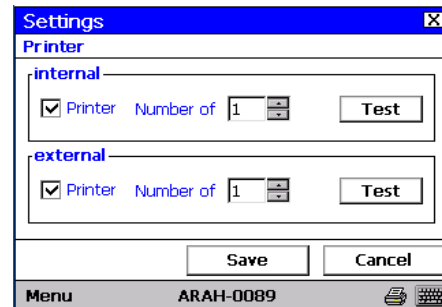 Settings X
Printer
internal
Printer Number of 1 Test
external
Printer Number of 1 Test
Save Cancel
Menu ARAH-0089